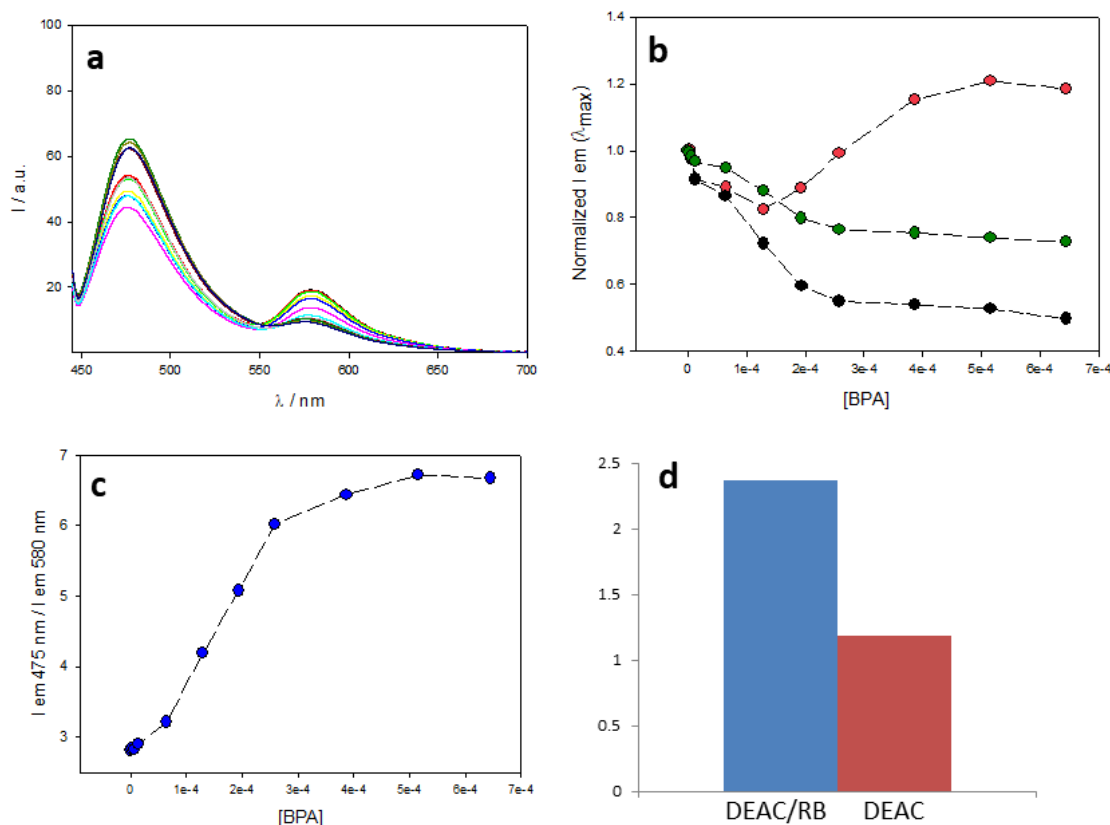 a
I / a.u.
100
80
60
40
20
450 500 550 600 650 700
λ / nm
b
Normalized I em (λmax)
1.4
1.2
1.0
0.8
0.6
0.4
0 1e-4 2e-4 3e-4 4e-4 5e-4 6e-4 7e-4
[BPA]
c
I em 475 nm / I em 580 nm
7
6
5
4
3
0 1e-4 2e-4 3e-4 4e-4 5e-4 6e-4 7e-4
[BPA]
d
2.5
2
1.5
1
0.5
0
DEAC/RB DEAC